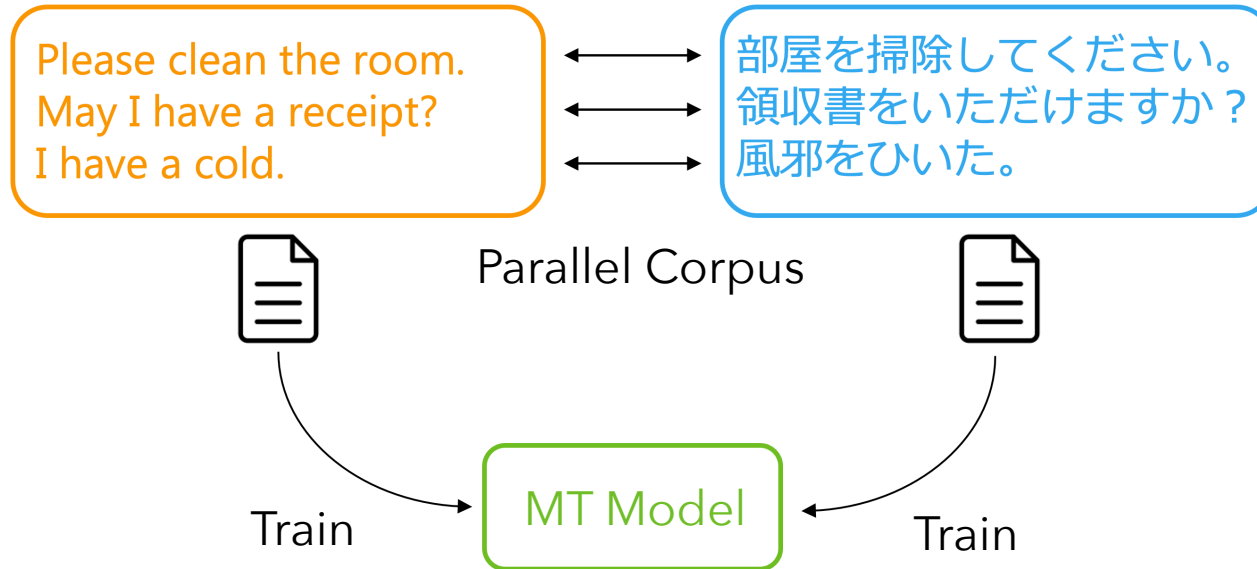 Please clean the room.
May I have a receipt?
I have a cold.
部屋を掃除してください。
領収書をいただけますか？
風邪をひいた。
Parallel Corpus
MT Model
Train
Train